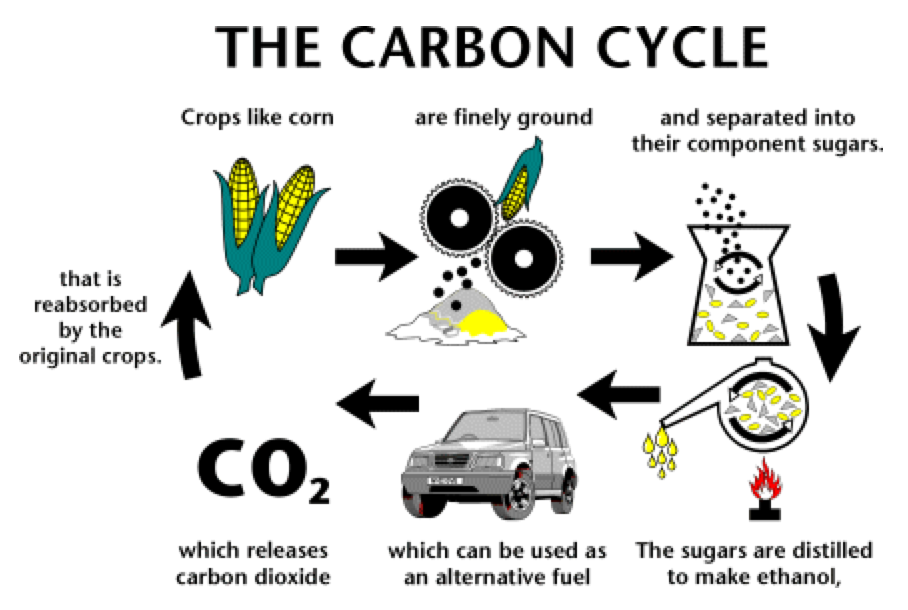 THE CARBON CYCLE
Crops like corn
are finely ground
and separated into
their component sugars.
The sugars are distilled
to make ethanol,
which can be used as
an alternative fuel
which releases
carbon dioxide
CO₂
that is
reabsorbed
by the
original crops.